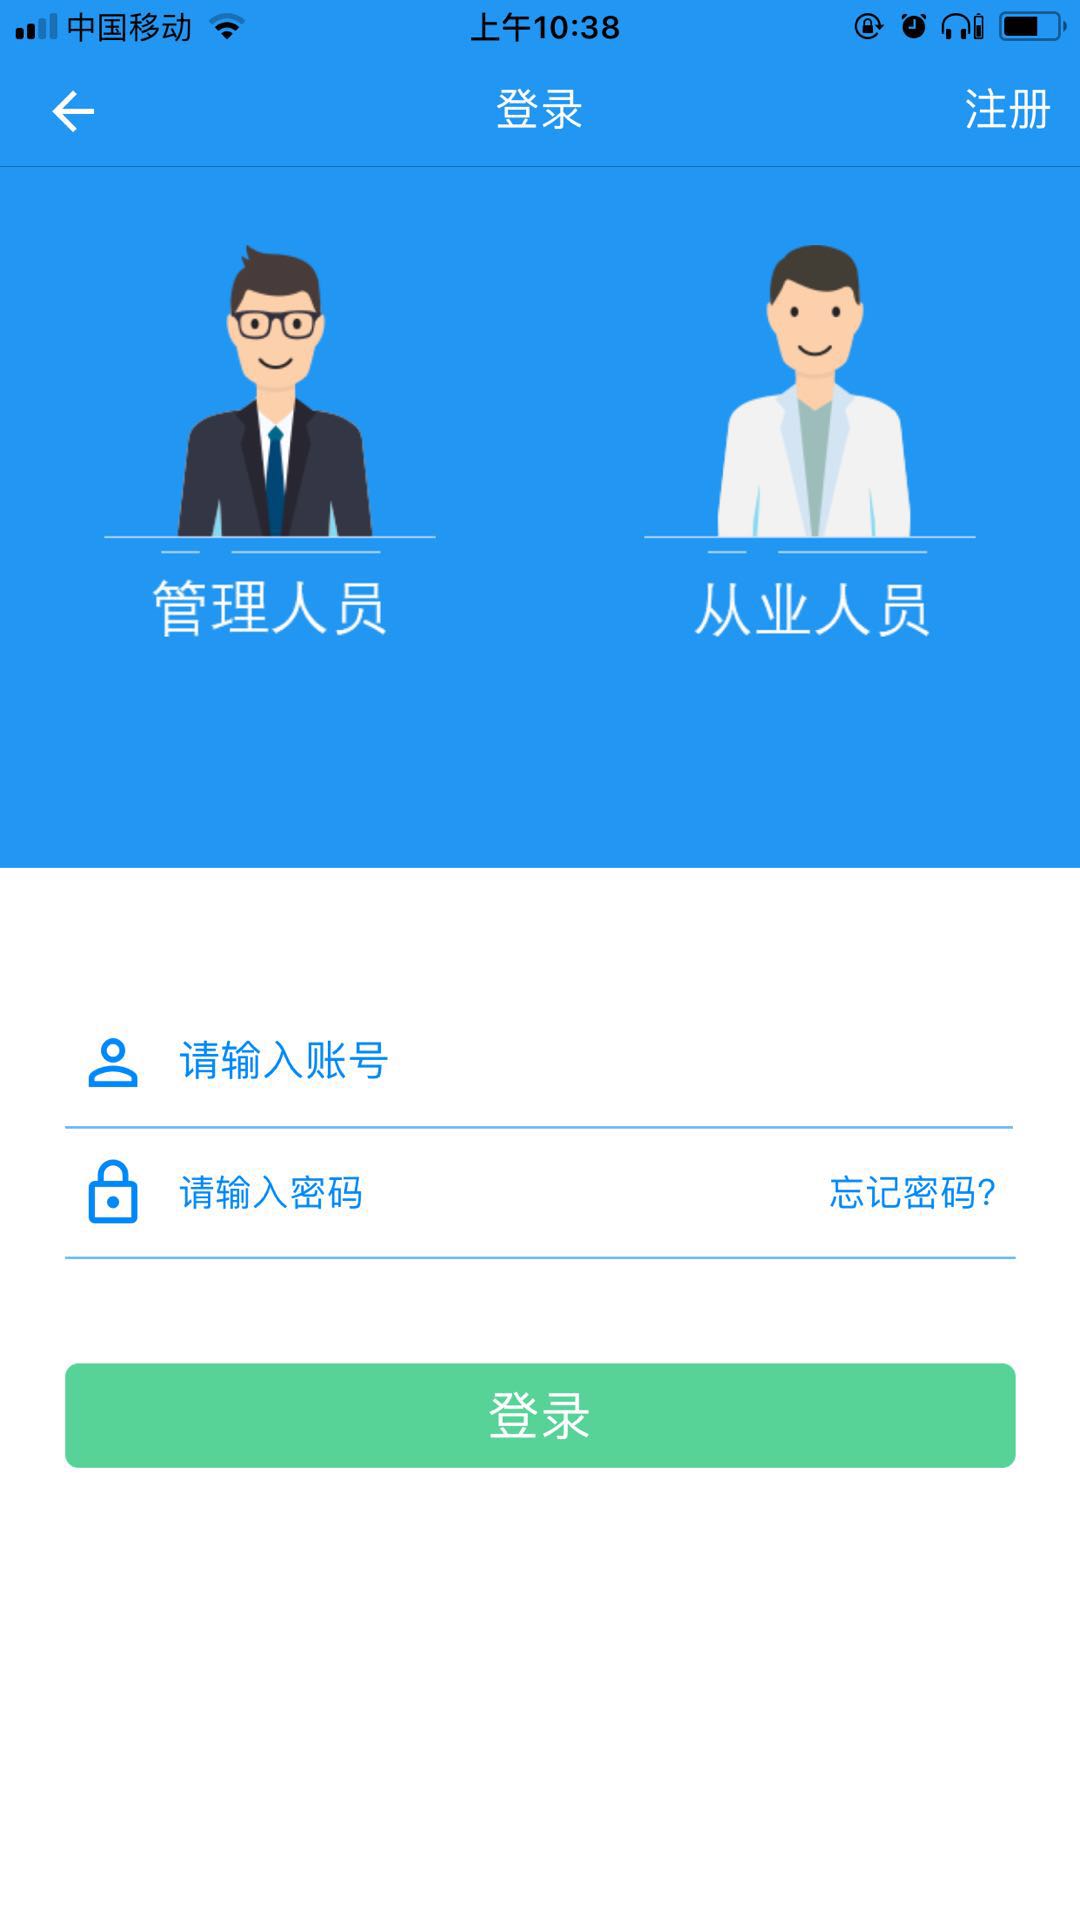 中国移动 上午10:38
登录 注册
管理人员 从业人员
请输入账号
请输入密码 忘记密码?
登录